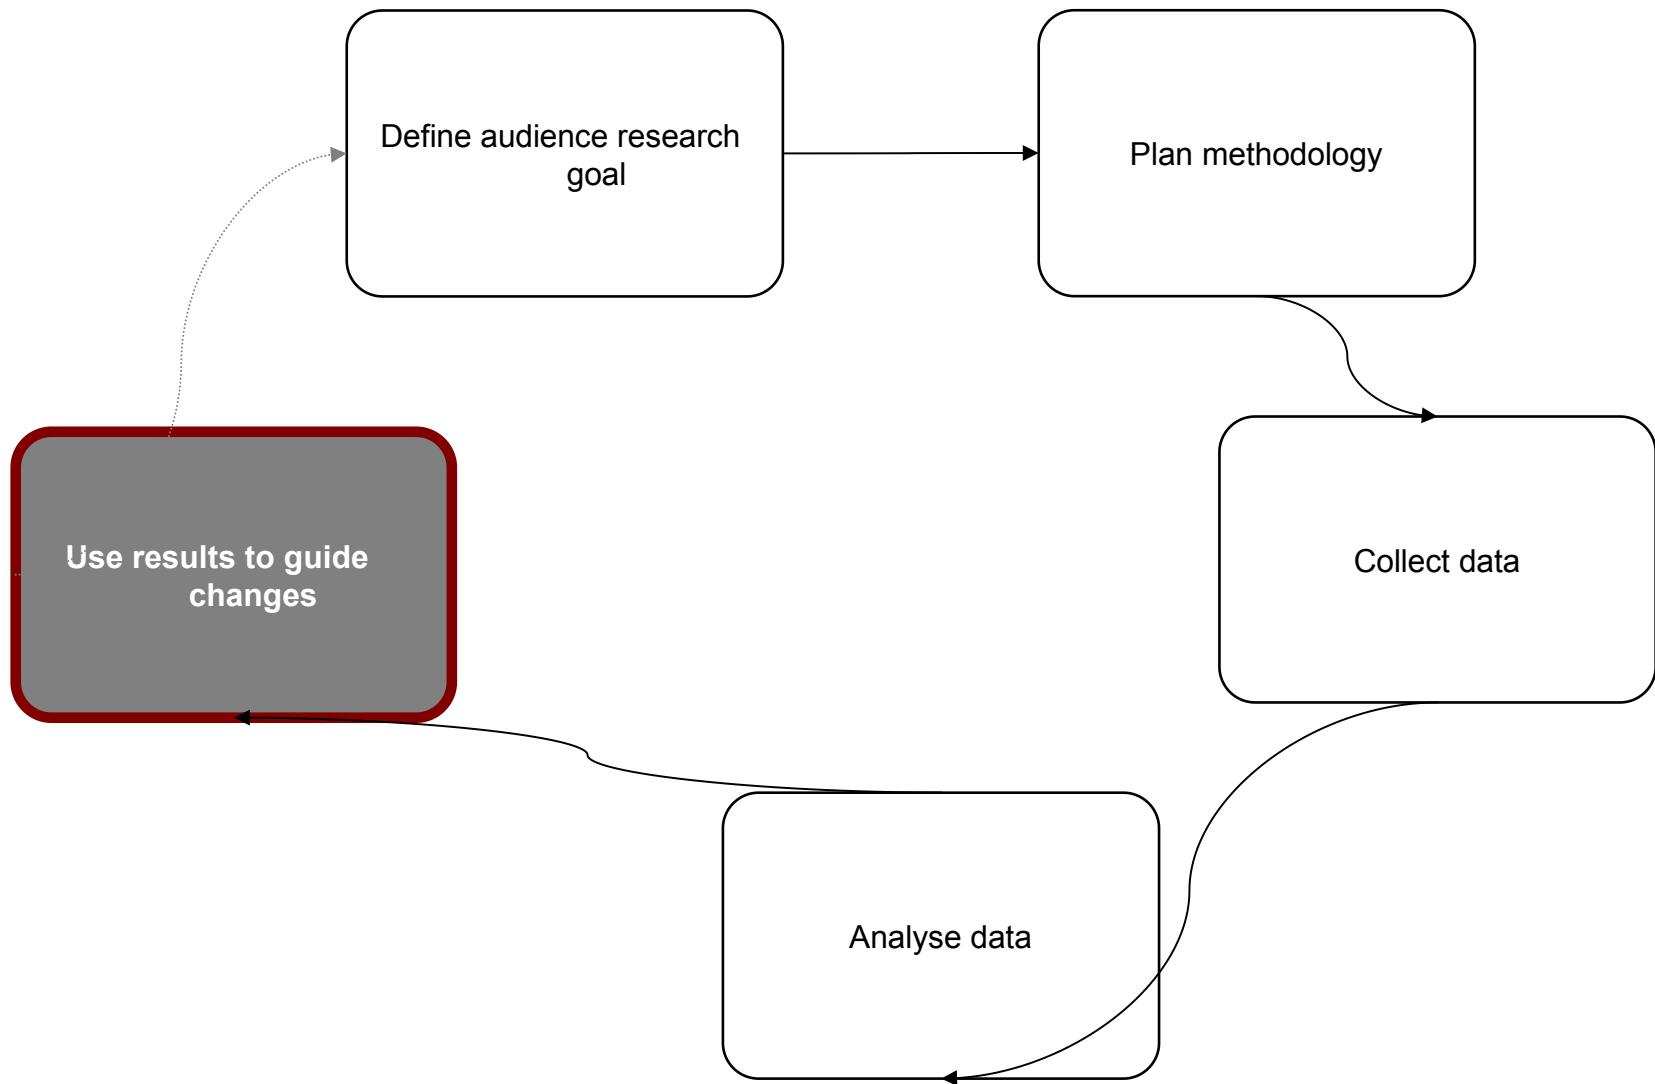 Define audience research
goal
Plan methodology
Use results to guide
changes
Collect data
Analyse data